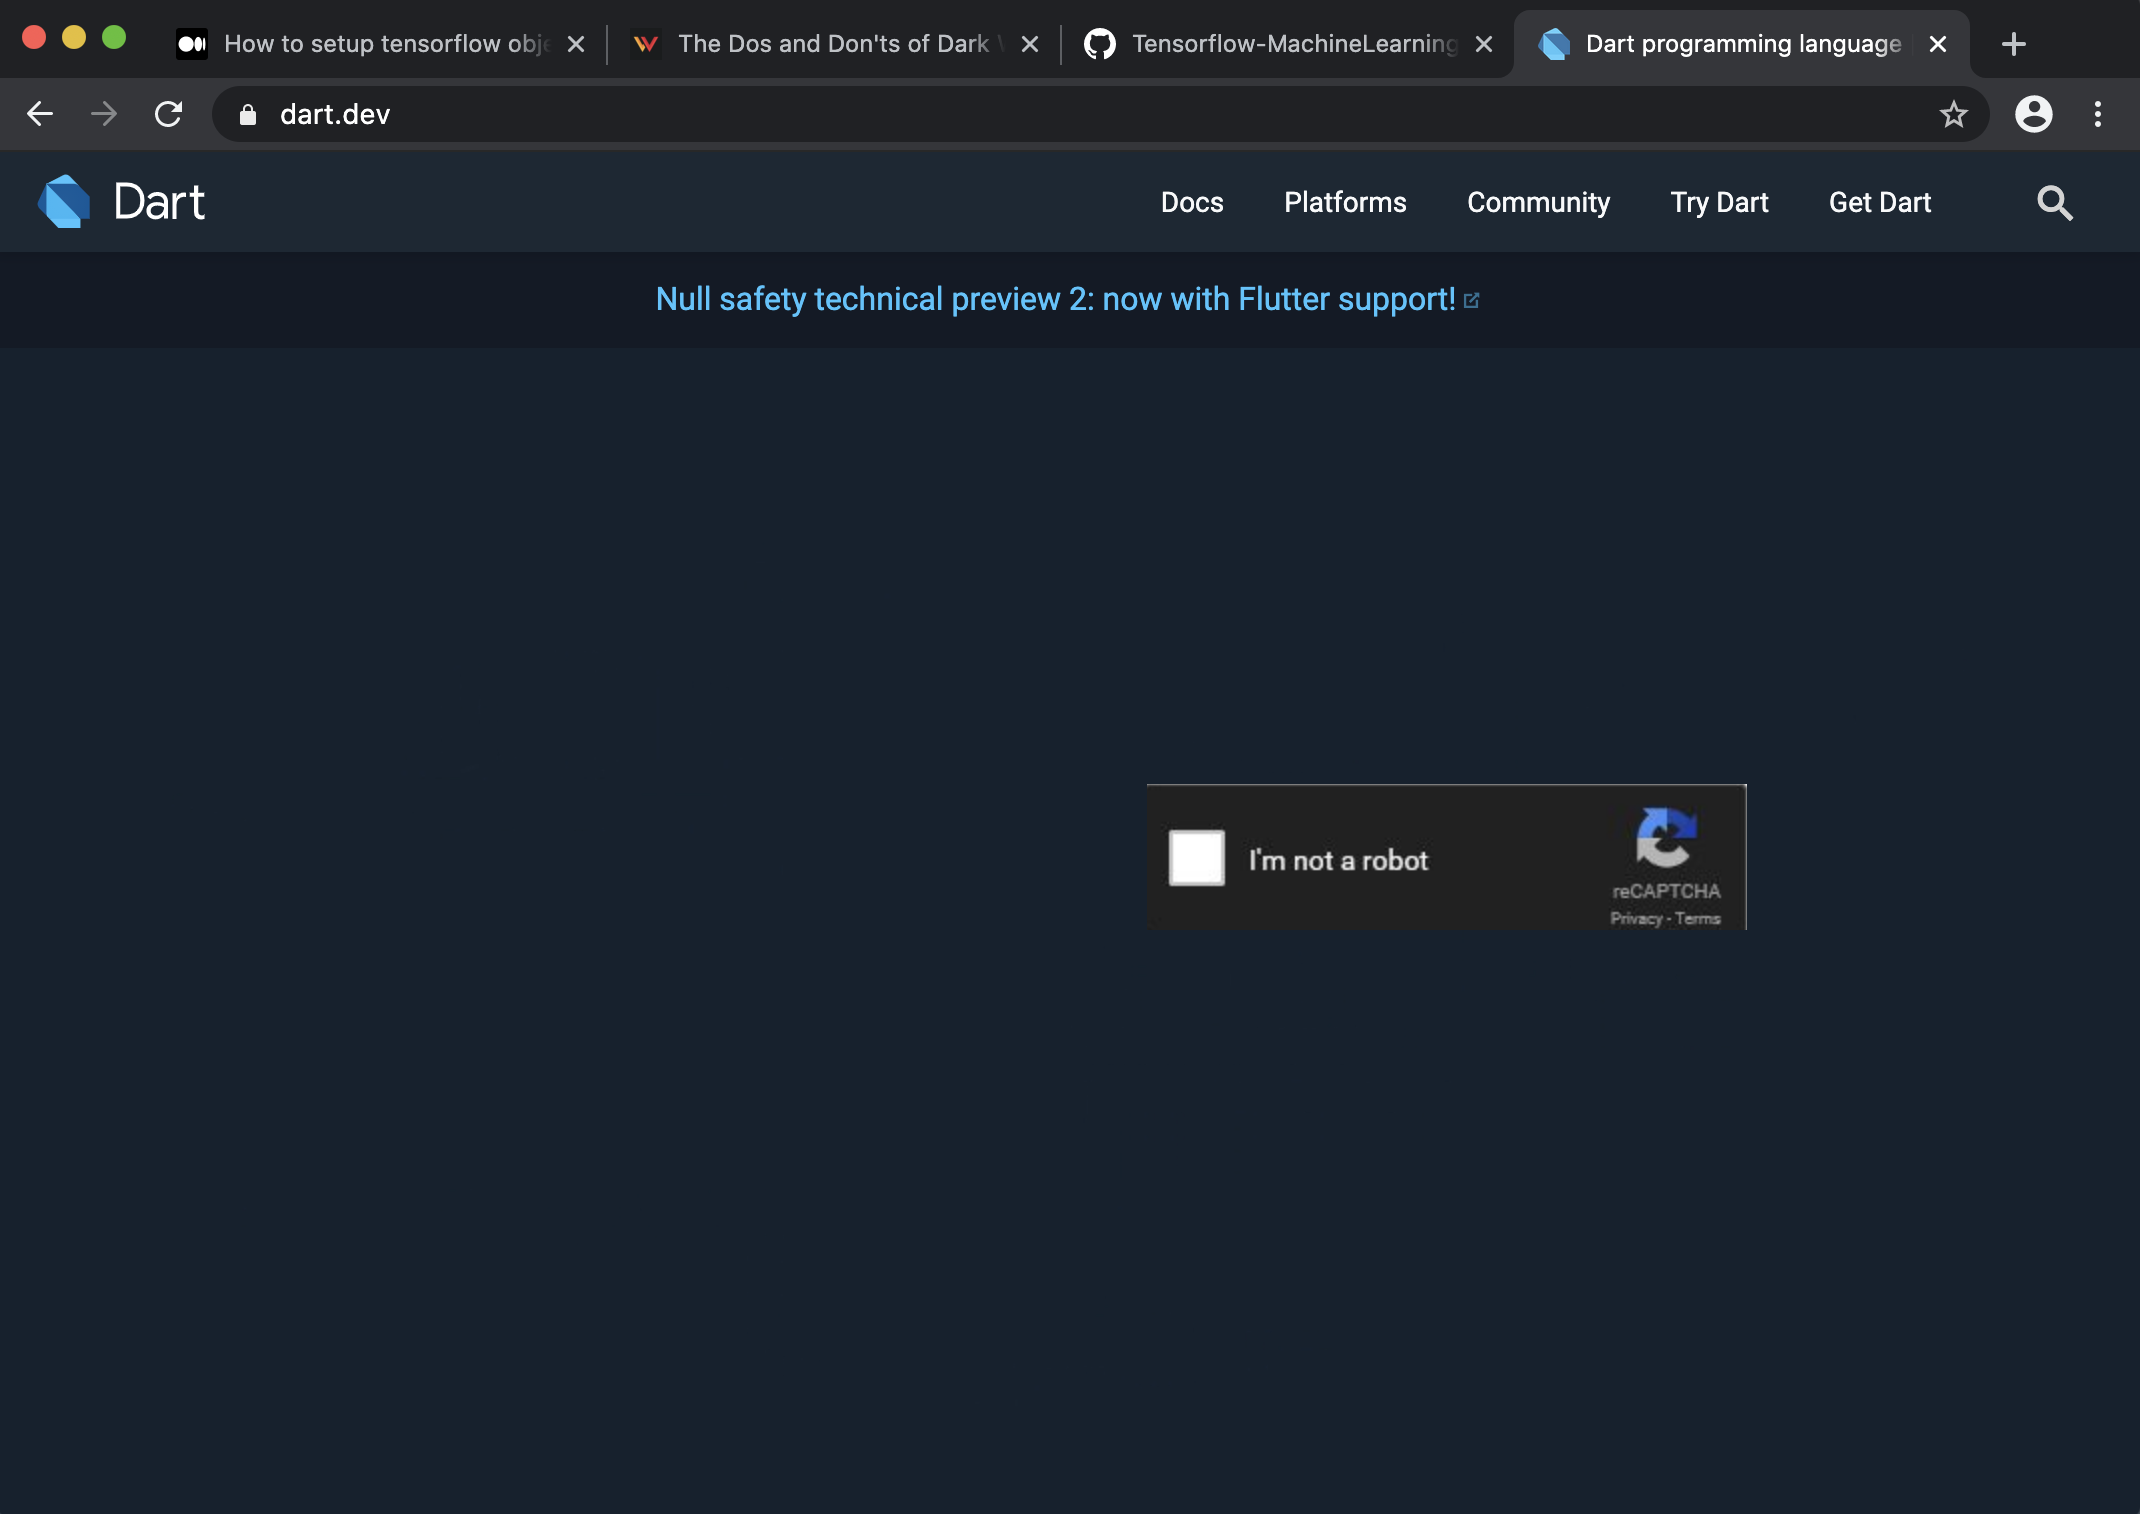 How to setup tensorflow obje
The Dos and Don'ts of Dark
Tensorflow-MachineLearning
Dart programming language
dart.dev
Dart
Docs
Platforms
Community
Try Dart
Get Dart
Null safety technical preview 2: now with Flutter support!
I'm not a robot
reCAPTCHA
Privacy - Terms